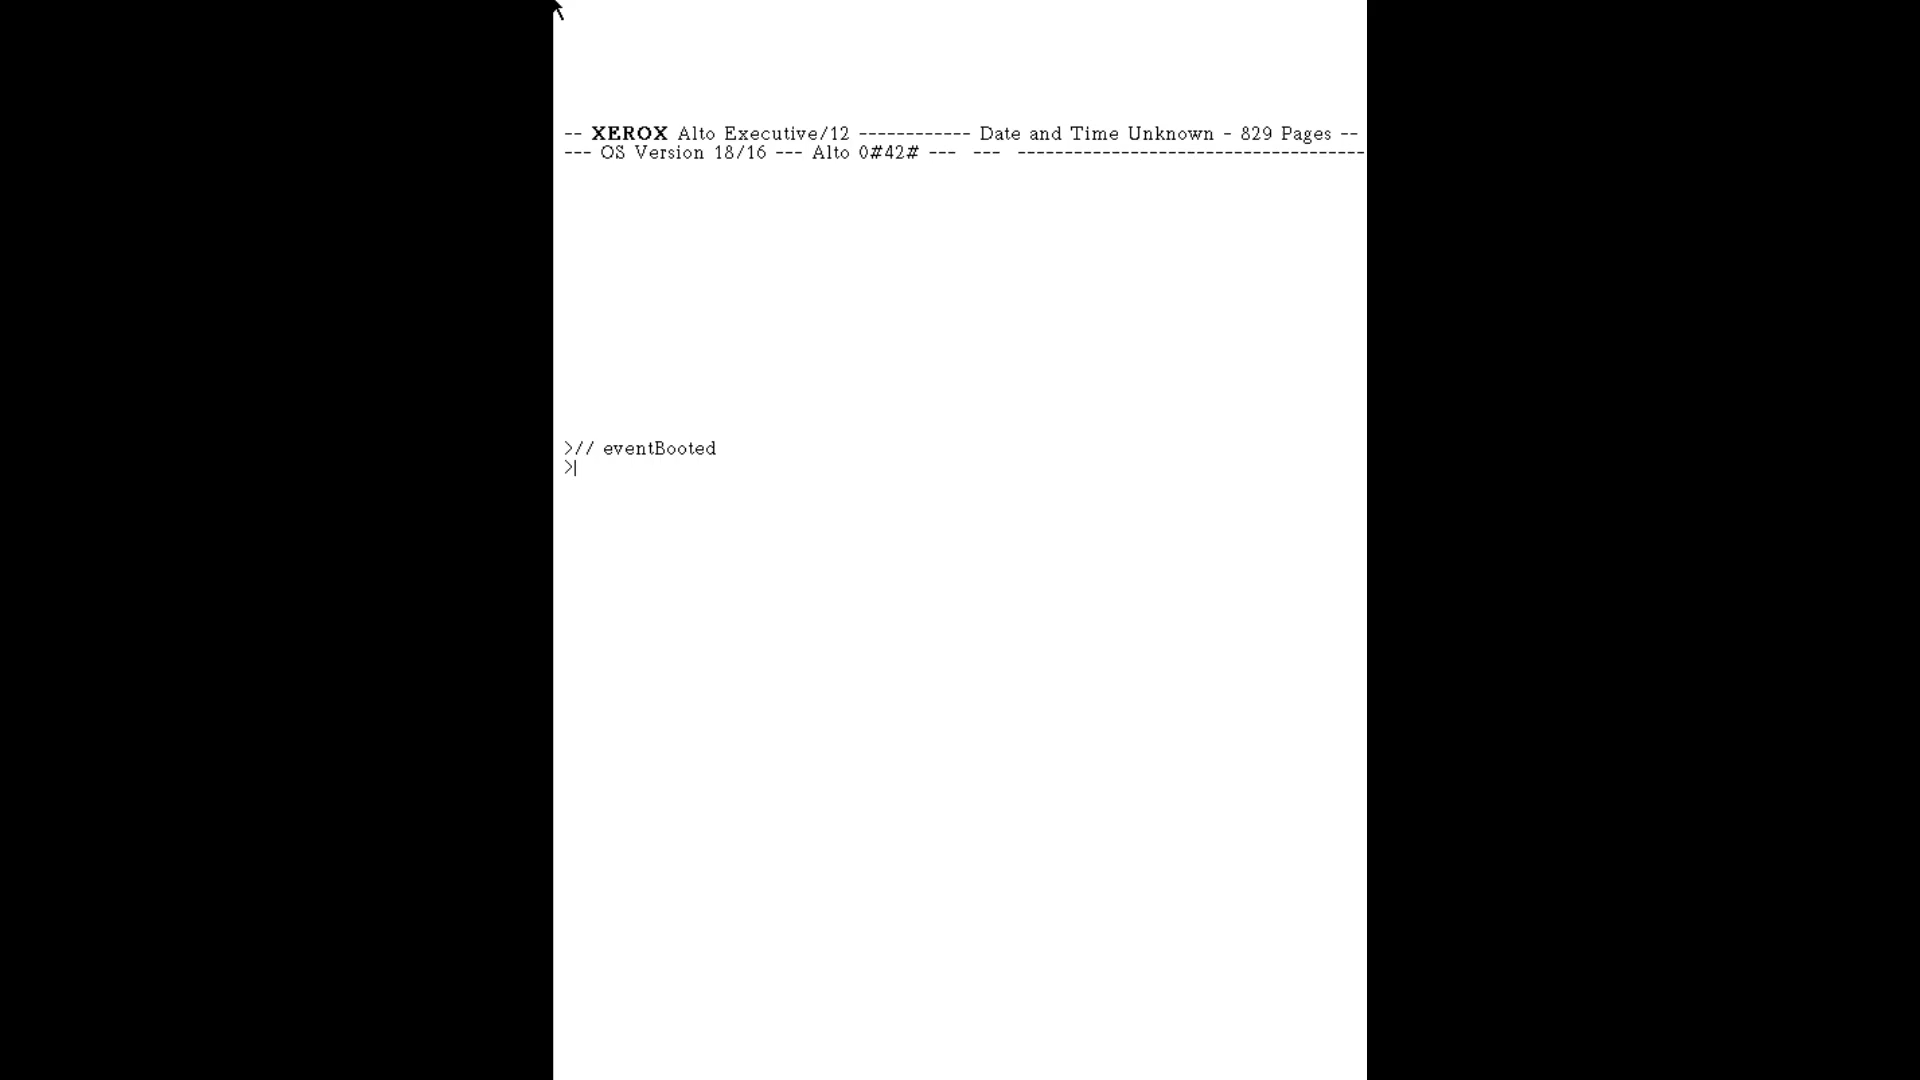 -- XEROX Alto Executive/12 ------------ Date and Time Unknown - 829 Pages --
--- OS Version 18/16 --- Alto 0#42# --- --- -------------------------------------
>// eventBooted
>